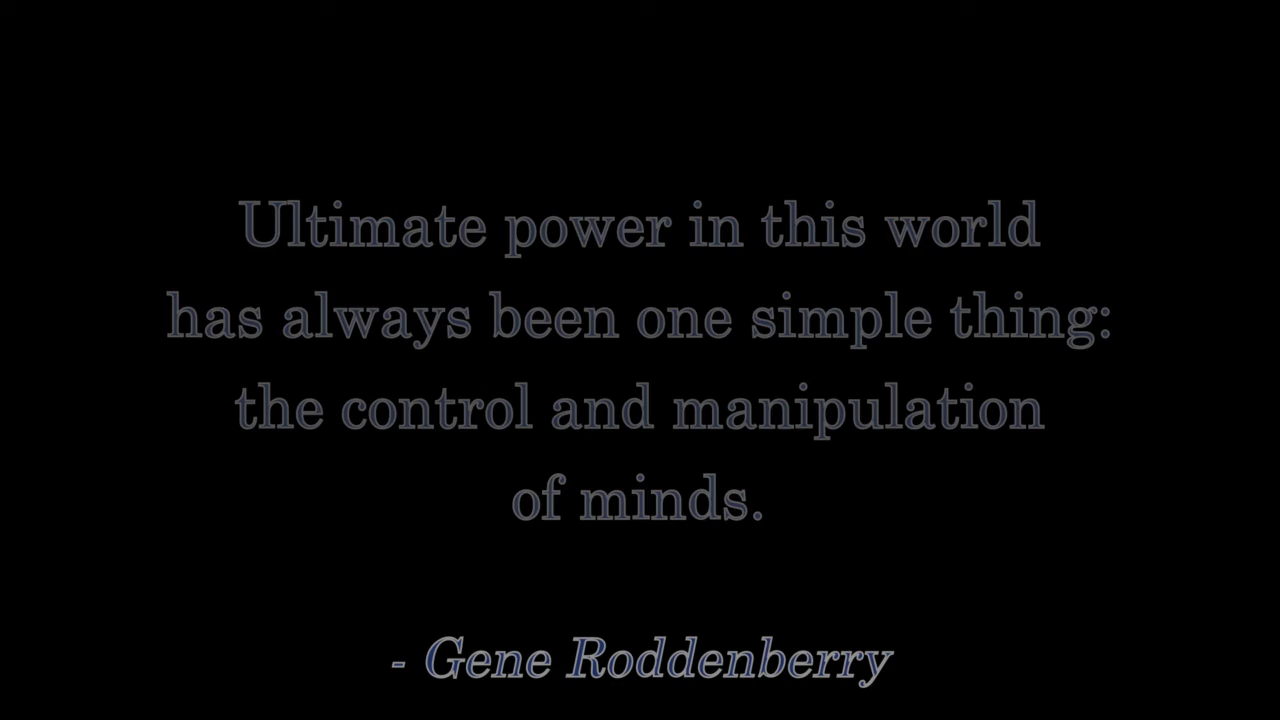 Ultimate power in this world
has always been one simple thing:
the control and manipulation
of minds.
- Gene Roddenberry